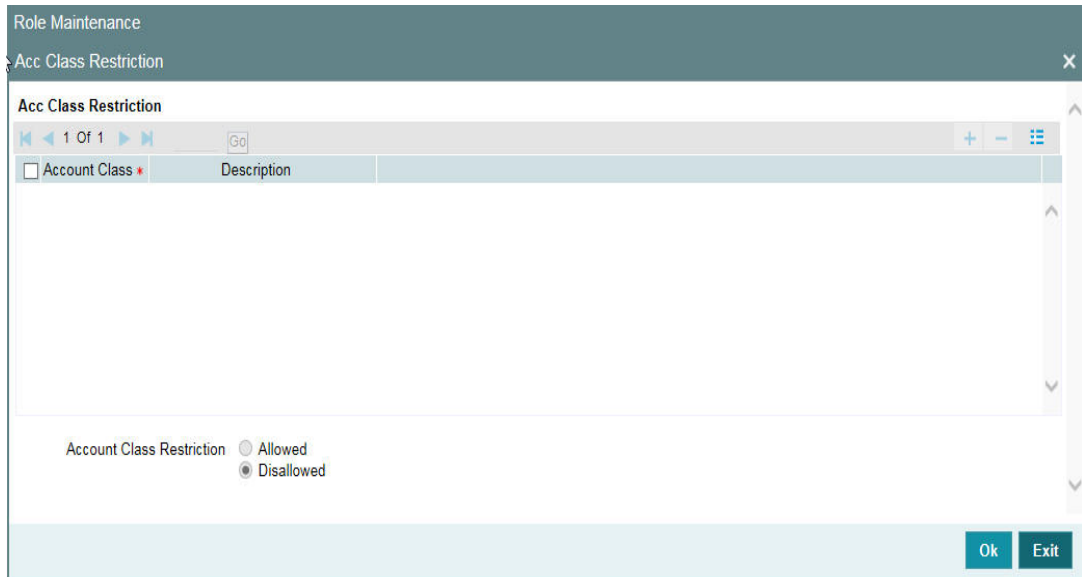 Role Maintenance
Acc Class Restriction
Acc Class Restriction
1 Of 1 Go
Account Class * Description
Account Class Restriction Allowed
Disallowed
Ok Exit